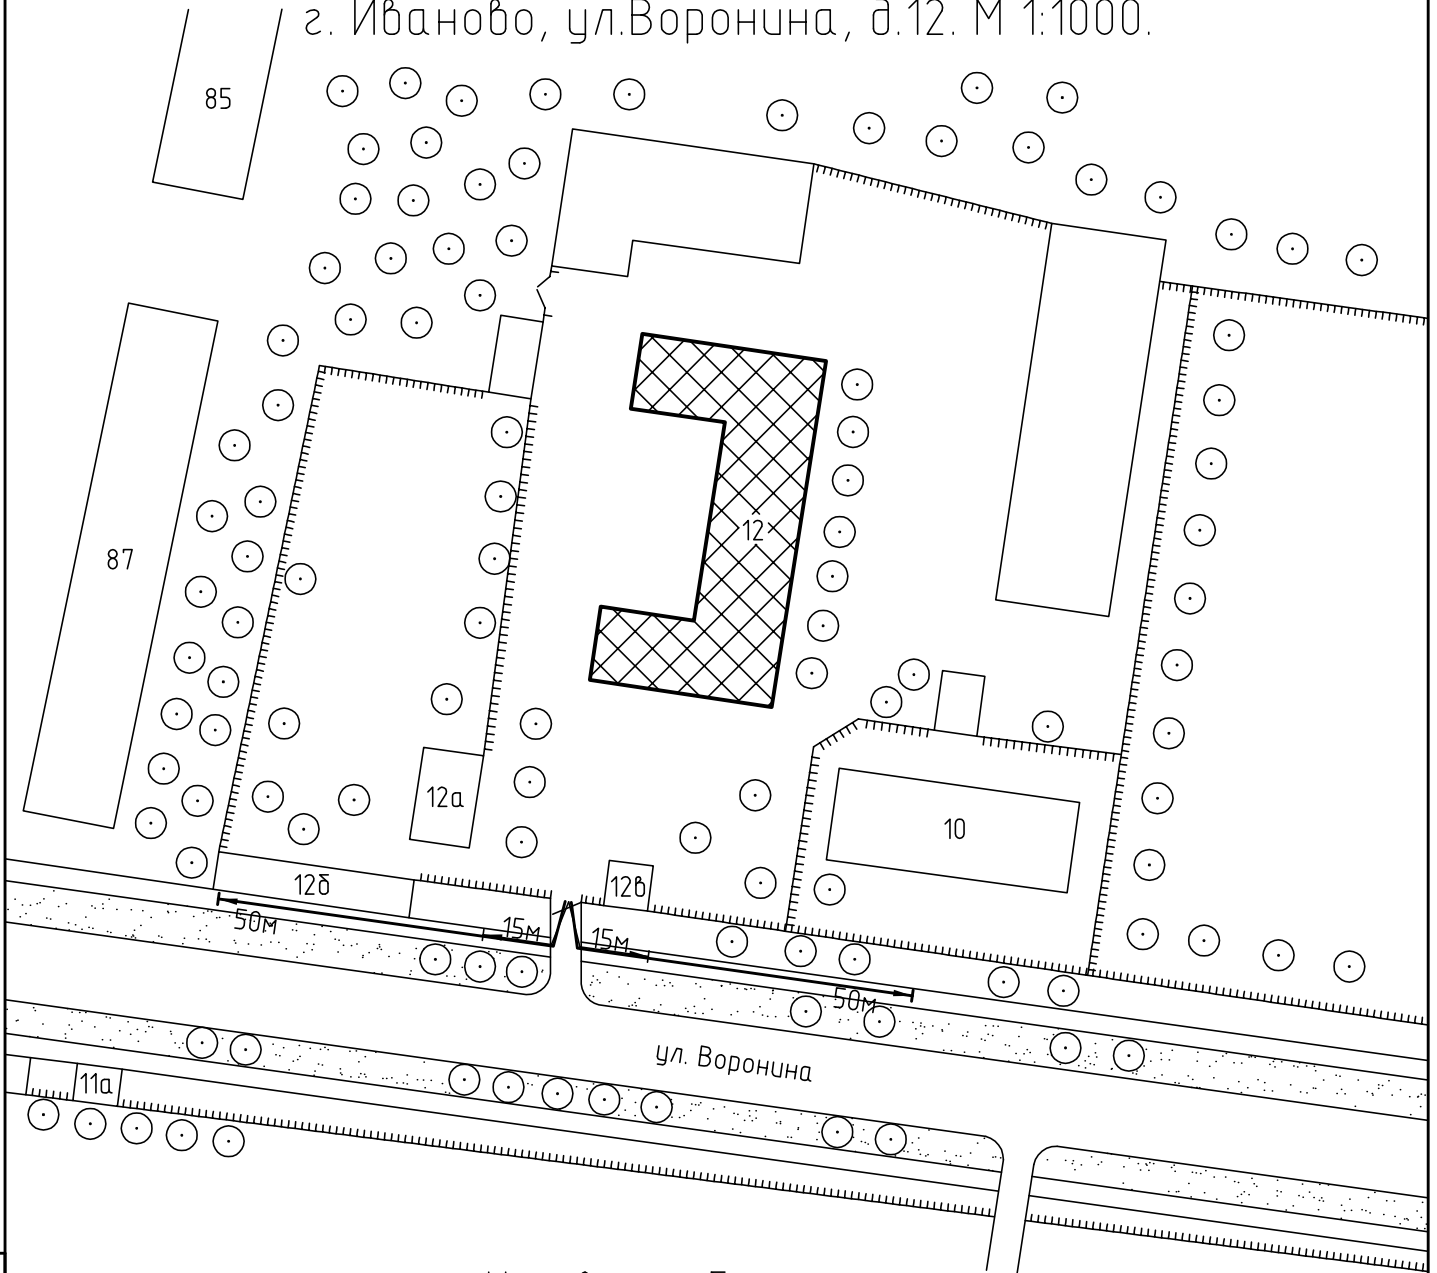 г. Иваново, ул.Воронина, д.12. М 1:1000.
85
87
12
12а
10
12б
12в
50м
15м
15м
50м
ул. Воронина
11а